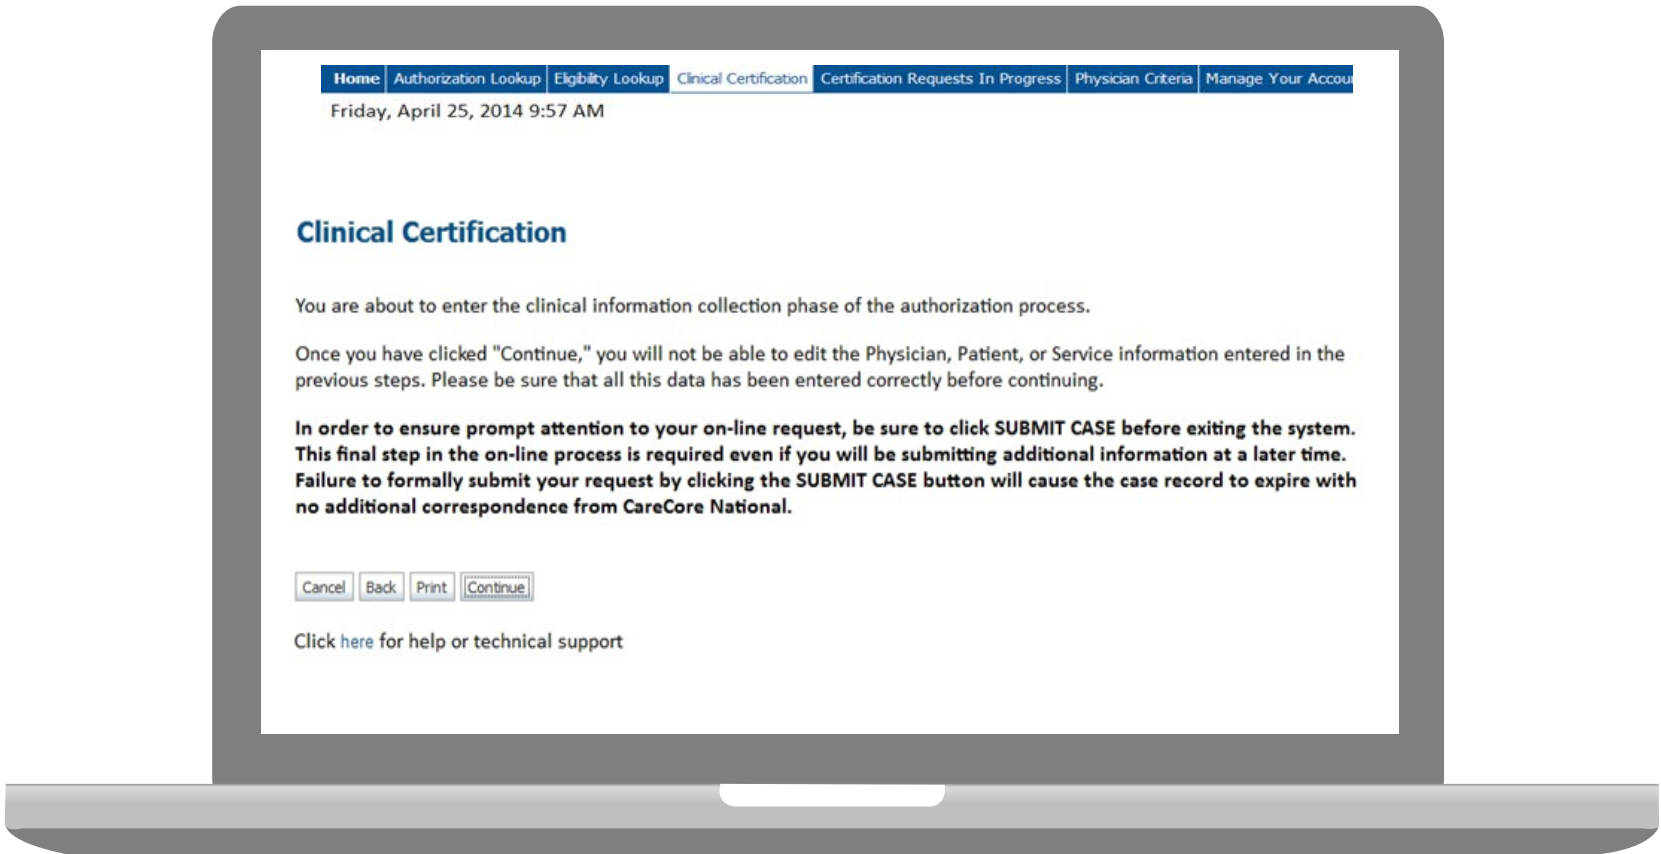 Home Authorization Lookup Eligibility Lookup Clinical Certification Certification Requests In Progress Physician Criteria Manage Your Accou
Friday, April 25, 2014 9:57 AM
Clinical Certification
You are about to enter the clinical information collection phase of the authorization process.
Once you have clicked "Continue," you will not be able to edit the Physician, Patient, or Service information entered in the
previous steps. Please be sure that all this data has been entered correctly before continuing.
In order to ensure prompt attention to your on-line request, be sure to click SUBMIT CASE before exiting the system.
This final step in the on-line process is required even if you will be submitting additional information at a later time.
Failure to formally submit your request by clicking the SUBMIT CASE button will cause the case record to expire with
no additional correspondence from CareCore National.
Cancel Back Print Continue
Click here for help or technical support